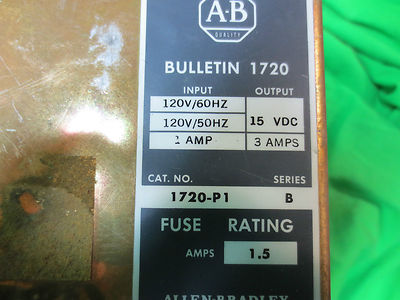 A-B
QUALITY
BULLETIN 1720
INPUT OUTPUT
120V/60HZ
120V/50HZ 15 VDC
1 AMP 3 AMPS
CAT. NO. SERIES
1720-P1 B
FUSE RATING
AMPS 1.5
ALLEN-BRADLEY